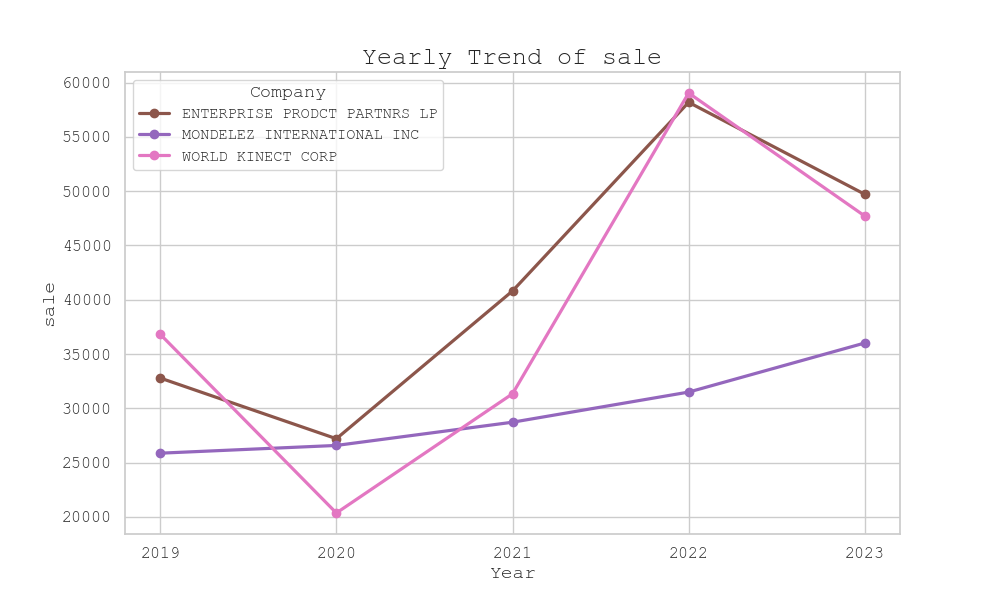 Yearly Trend of sale
Company
ENTERPRISE PRODCT PARTNRS LP
MONDELEZ INTERNATIONAL INC
WORLD KINECT CORP
60000
55000
50000
45000
40000
35000
30000
25000
20000
sale
2019 2020 2021 2022 2023
Year